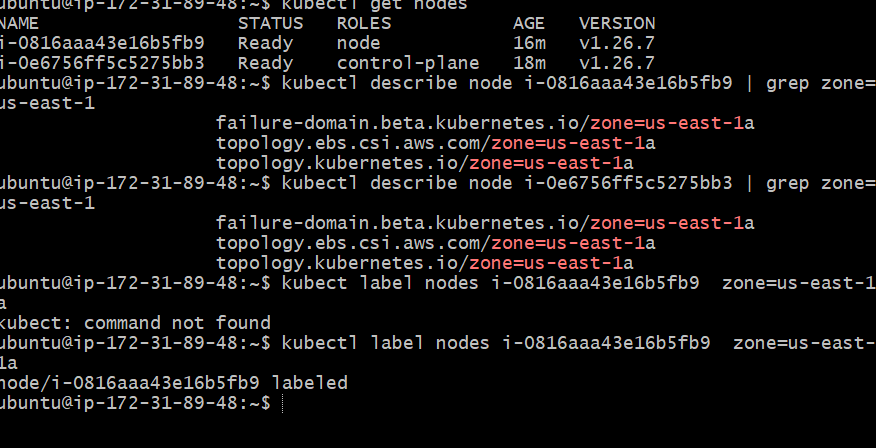 ubuntu@ip-172-31-89-48:~$ kubectl get nodes
NAME                  STATUS   ROLES           AGE   VERSION
i-0816aaa43e16b5fb9   Ready    node            16m   v1.26.7
i-0e6756ff5c5275bb3   Ready    control-plane   18m   v1.26.7
ubuntu@ip-172-31-89-48:~$ kubectl describe node i-0816aaa43e16b5fb9 | grep zone=
us-east-1
                    failure-domain.beta.kubernetes.io/zone=us-east-1a
                    topology.ebs.csi.aws.com/zone=us-east-1a
                    topology.kubernetes.io/zone=us-east-1a
ubuntu@ip-172-31-89-48:~$ kubectl describe node i-0e6756ff5c5275bb3 | grep zone=
us-east-1
                    failure-domain.beta.kubernetes.io/zone=us-east-1a
                    topology.ebs.csi.aws.com/zone=us-east-1a
                    topology.kubernetes.io/zone=us-east-1a
ubuntu@ip-172-31-89-48:~$ kubect label nodes i-0816aaa43e16b5fb9  zone=us-east-1
a
kubect: command not found
ubuntu@ip-172-31-89-48:~$ kubectl label nodes i-0816aaa43e16b5fb9  zone=us-east-
1a
node/i-0816aaa43e16b5fb9 labeled
ubuntu@ip-172-31-89-48:~$